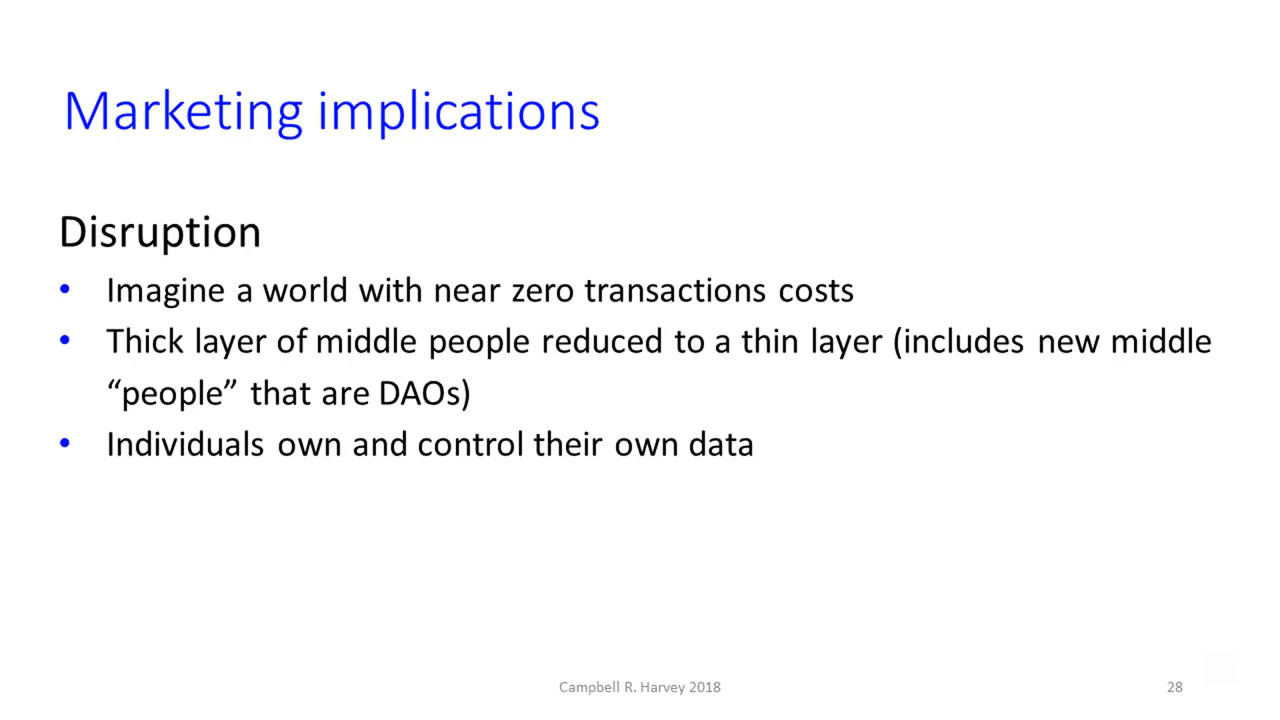 Marketing implications
Disruption
• Imagine a world with near zero transactions costs
• Thick layer of middle people reduced to a thin layer (includes new middle
“people” that are DAOs)
• Individuals own and control their own data
Campbell R. Harvey 2018
28